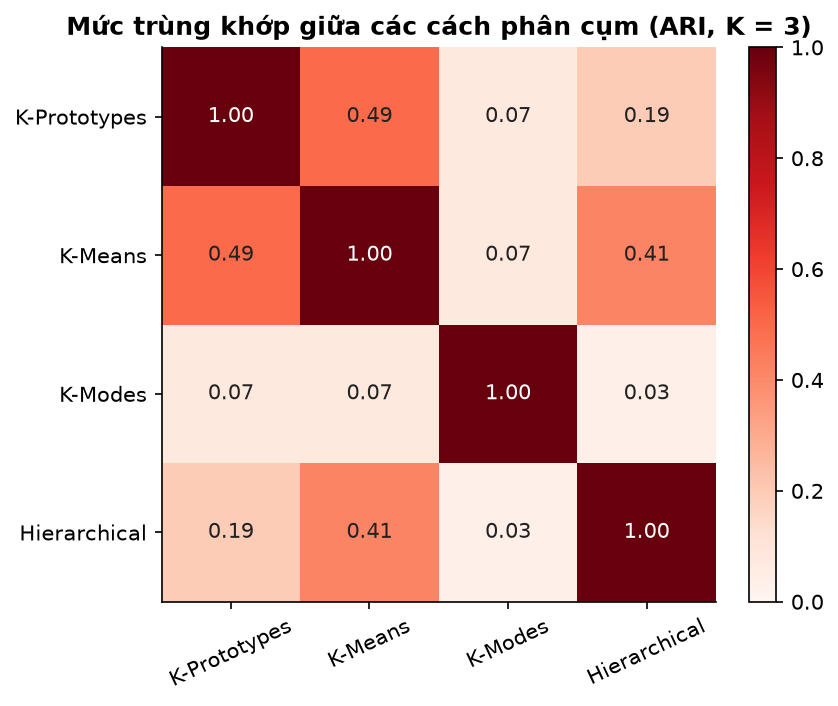 Mức trùng khớp giữa các cách phân cụm (ARI, K = 3)
K-Prototypes 1.00 0.49 0.07 0.19
K-Means 0.49 1.00 0.07 0.41
K-Modes 0.07 0.07 1.00 0.03
Hierarchical 0.19 0.41 0.03 1.00
K-Prototypes K-Means K-Modes Hierarchical
1.0
0.8
0.6
0.4
0.2
0.0